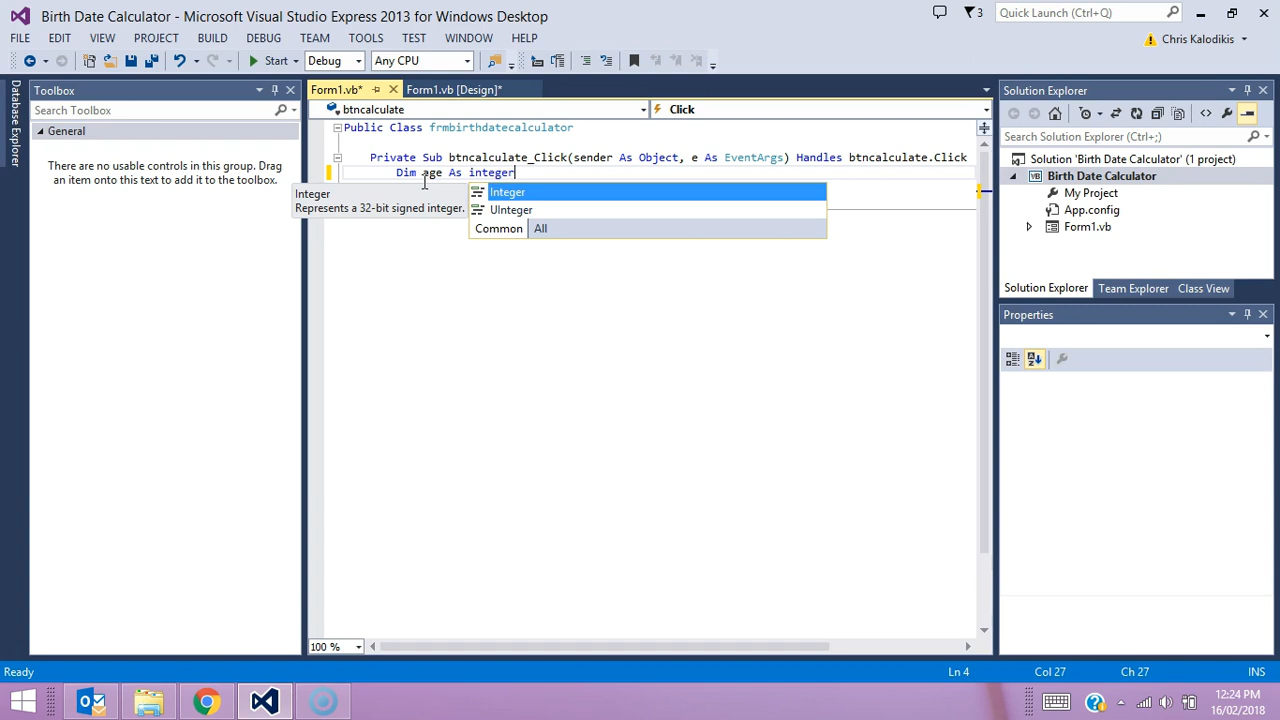 Birth Date Calculator - Microsoft Visual Studio Express 2013 for Windows Desktop
3
Quick Launch (Ctrl+Q)
FILE EDIT VIEW PROJECT BUILD DEBUG TEAM TOOLS TEST WINDOW HELP
Chris Kalodikis
Start Debug Any CPU
Database Explorer
Toolbox
Search Toolbox
General
There are no usable controls in this group. Drag
an item onto this text to add it to the toolbox.
Form1.vb* Form1.vb [Design]*
btncalculate Click
Public Class frmbirthdatecalculator
Private Sub btncalculate_Click(sender As Object, e As EventArgs) Handles btncalculate.Click
Dim age As integer
Integer
Represents a 32-bit signed integer.
Integer
UInteger
Common All
100 %
Solution Explorer
Search Solution Explorer (Ctrl+;)
Solution 'Birth Date Calculator' (1 project)
VB Birth Date Calculator
My Project
App.config
Form1.vb
Solution Explorer Team Explorer Class View
Properties
Ready Ln 4 Col 27 Ch 27 INS
12:24 PM
16/02/2018